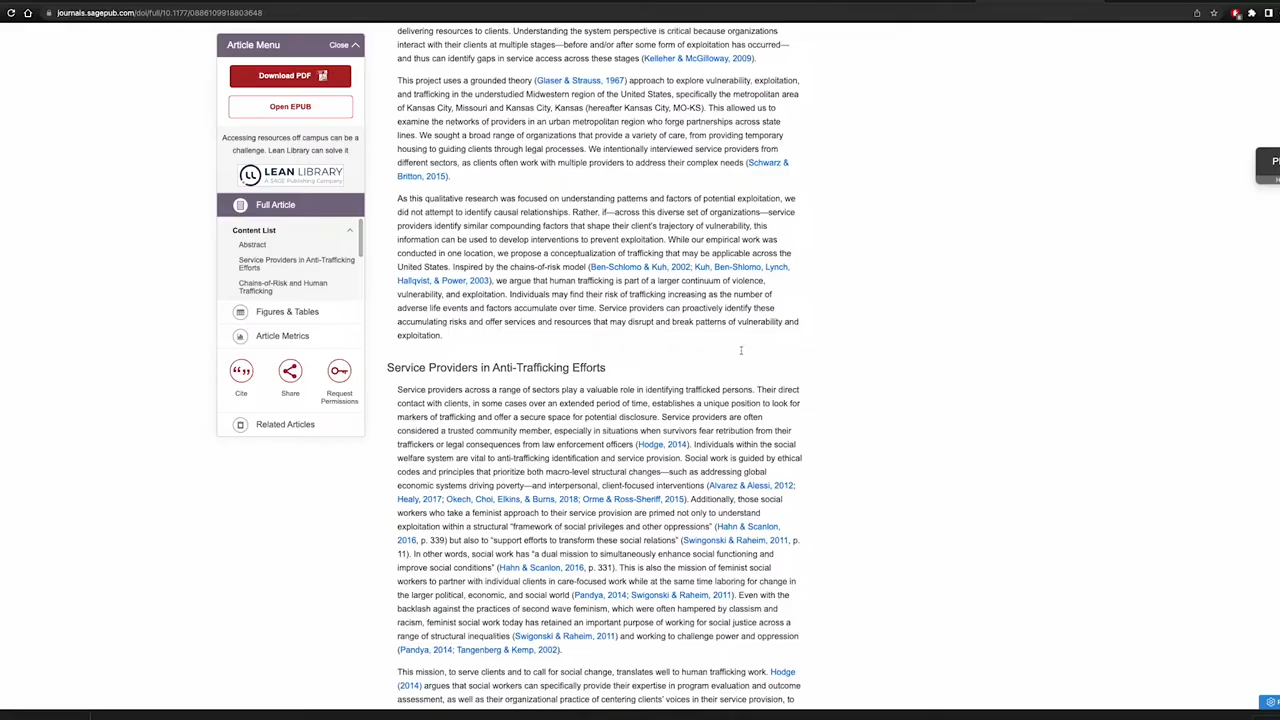 journals.sagepub.com/doi/full/10.1177/0886109918803648
Article Menu
Close
Download PDF
Open EPUB
Accessing resources off campus can be a
challenge. Lean Library can solve it
LEAN LIBRARY
A SAGE Publishing Company
Full Article
Content List
Abstract
Service Providers in Anti-Trafficking
Efforts
Chains-of-Risk and Human
Trafficking
Figures & Tables
Article Metrics
Cite
Share
Request
Permissions
Related Articles
delivering resources to clients. Understanding the system perspective is critical because organizations
interact with their clients at multiple stages—before and/or after some form of exploitation has occurred—
and thus can identify gaps in service access across these stages (Kelleher & McGilloway, 2009).
This project uses a grounded theory (Glaser & Strauss, 1967) approach to explore vulnerability, exploitation,
and trafficking in the understudied Midwestern region of the United States, specifically the metropolitan area
of Kansas City, Missouri and Kansas City, Kansas (hereafter Kansas City, MO-KS). This allowed us to
examine the networks of providers in an urban metropolitan region who forge partnerships across state
lines. We sought a broad range of organizations that provide a variety of care, from providing temporary
housing to guiding clients through legal processes. We intentionally interviewed service providers from
different sectors, as clients often work with multiple providers to address their complex needs (Schwarz &
Britton, 2015).
As this qualitative research was focused on understanding patterns and factors of potential exploitation, we
did not attempt to identify causal relationships. Rather, if—across this diverse set of organizations—service
providers identify similar compounding factors that shape their client's trajectory of vulnerability, this
information can be used to develop interventions to prevent exploitation. While our empirical work was
conducted in one location, we propose a conceptualization of trafficking that may be applicable across the
United States. Inspired by the chains-of-risk model (Ben-Schlomo & Kuh, 2002; Kuh, Ben-Shlomo, Lynch,
Hallqvist, & Power, 2003), we argue that human trafficking is part of a larger continuum of violence,
vulnerability, and exploitation. Individuals may find their risk of trafficking increasing as the number of
adverse life events and factors accumulate over time. Service providers can proactively identify these
accumulating risks and offer services and resources that may disrupt and break patterns of vulnerability and
exploitation.
Service Providers in Anti-Trafficking Efforts
Service providers across a range of sectors play a valuable role in identifying trafficked persons. Their direct
contact with clients, in some cases over an extended period of time, establishes a unique position to look for
markers of trafficking and offer a secure space for potential disclosure. Service providers are often
considered a trusted community member, especially in situations when survivors fear retribution from their
traffickers or legal consequences from law enforcement officers (Hodge, 2014). Individuals within the social
welfare system are vital to anti-trafficking identification and service provision. Social work is guided by ethical
codes and principles that prioritize both macro-level structural changes—such as addressing global
economic systems driving poverty—and interpersonal, client-focused interventions (Alvarez & Alessi, 2012;
Healy, 2017; Okech, Choi, Elkins, & Burns, 2018; Orme & Ross-Sheriff, 2015). Additionally, those social
workers who take a feminist approach to their service provision are primed not only to understand
exploitation within a structural “framework of social privileges and other oppressions” (Hahn & Scanlon,
2016, p. 339) but also to “support efforts to transform these social relations” (Swingonski & Raheim, 2011, p.
11). In other words, social work has “a dual mission to simultaneously enhance social functioning and
improve social conditions” (Hahn & Scanlon, 2016, p. 331). This is also the mission of feminist social
workers to partner with individual clients in care-focused work while at the same time laboring for change in
the larger political, economic, and social world (Pandya, 2014; Swigonski & Raheim, 2011). Even with the
backlash against the practices of second wave feminism, which were often hampered by classism and
racism, feminist social work today has retained an important purpose of working for social justice across a
range of structural inequalities (Swigonski & Raheim, 2011) and working to challenge power and oppression
(Pandya, 2014; Tangenberg & Kemp, 2002).
This mission, to serve clients and to call for social change, translates well to human trafficking work. Hodge
(2014) argues that social workers can specifically provide their expertise in program evaluation and outcome
assessment, as well as their organizational practice of centering clients' voices in their service provision, to